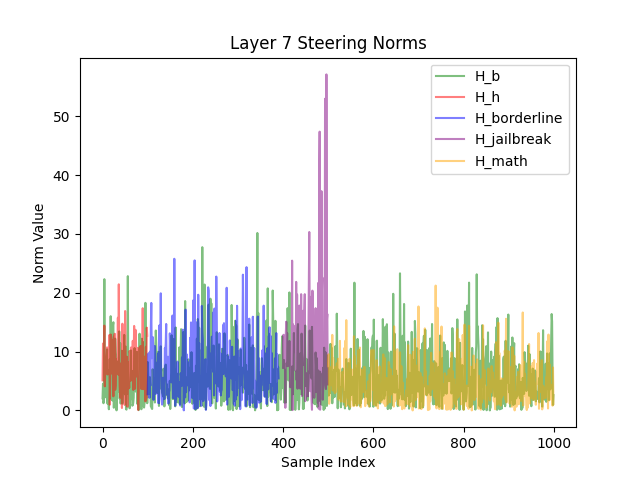 Layer 7 Steering Norms
H_b
H_h
H_borderline
H_jailbreak
H_math
Norm Value
50
40
30
20
10
0
0
200
400
600
800
1000
Sample Index